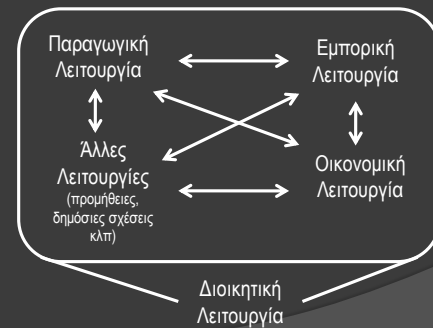 Παραγωγική
Λειτουργία
Εμπορική
Λειτουργία
Άλλες
Λειτουργίες
(προμήθειες,
δημόσιες σχέσεις
κλπ)
Οικονομική
Λειτουργία
Διοικητική
Λειτουργία